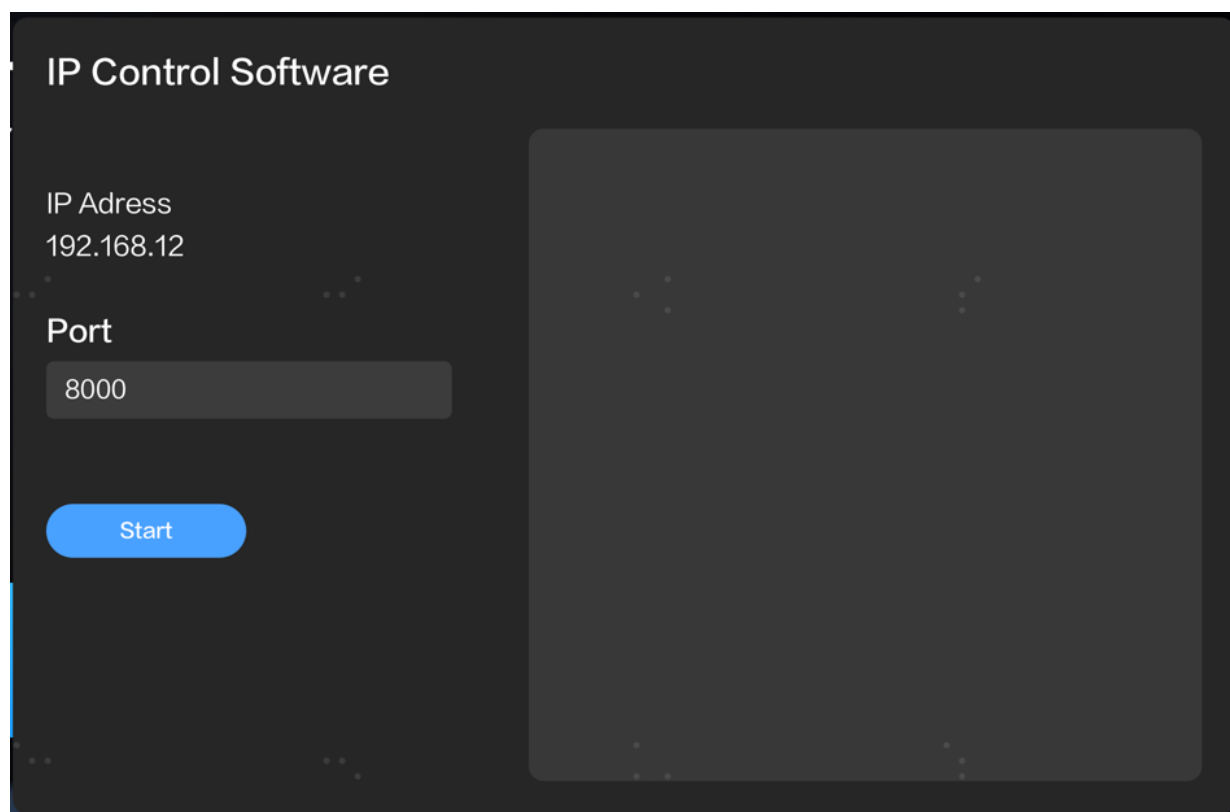 IP Control Software
IP Adress
192.168.12
Port
8000
Start